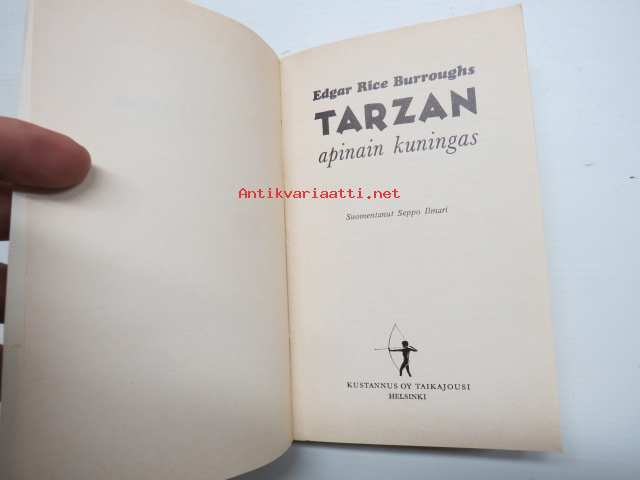 Edgar Rice Burroughs
TARZAN
apinain kuningas
Antikvariaatti.net
Suomentanut Seppo Ilmari
KUSTANNUS OY TAIKAJOUSI
HELSINKI